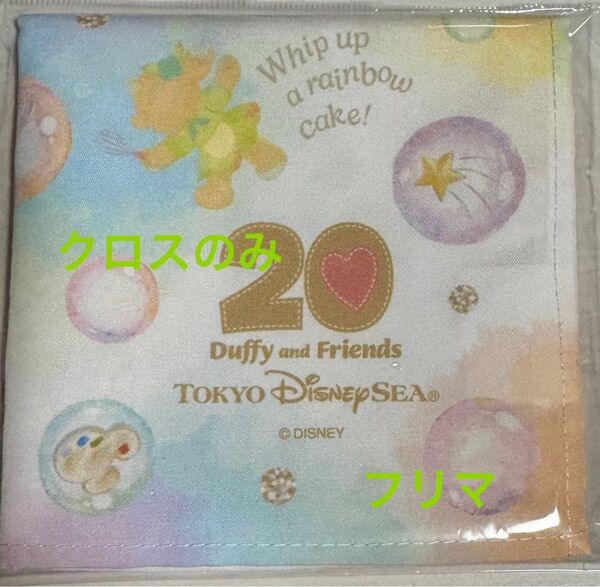 Whip up
a rainbow
cake!
クロスのみ
20
Duffy and Friends
TOKYO DISNEYSEA®
© DISNEY
フリマ